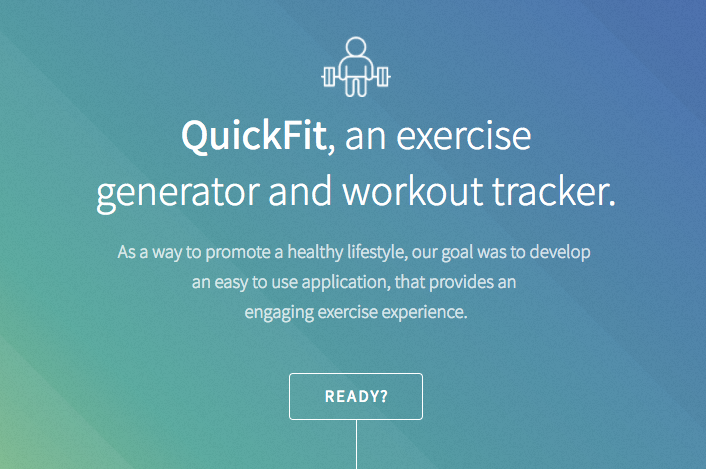 QuickFit, an exercise
generator and workout tracker.
As a way to promote a healthy lifestyle, our goal was to develop
an easy to use application, that provides an
engaging exercise experience.
READY?